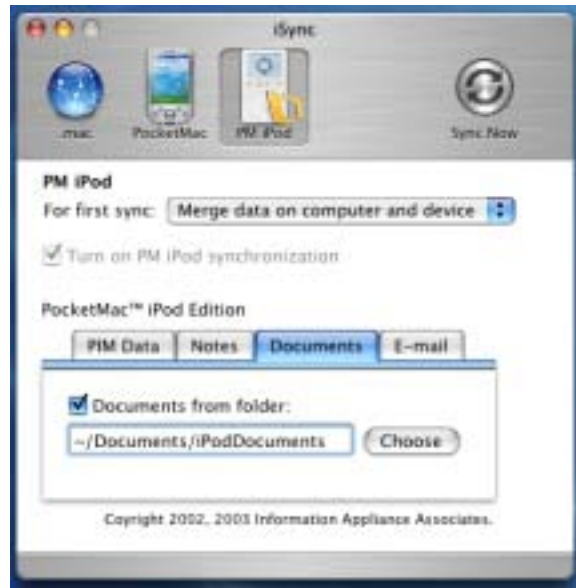 iSync
.mac PocketMac PM iPod Sync Now
PM iPod
For first sync: Merge data on computer and device
Turn on PM iPod synchronization
PocketMac™ iPod Edition
PIM Data Notes Documents E-mail
Documents from folder:
~/Documents/iPodDocuments Choose
Coyright 2002, 2003 Information Appliance Associates.